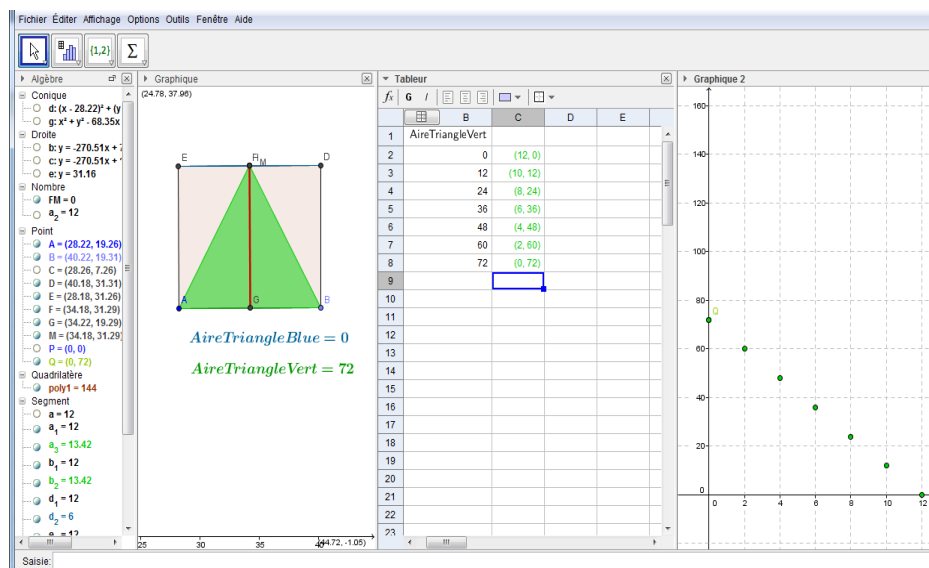 Fichier Éditer Affichage Options Outils Fenêtre Aide
{1,2} Σ
Algèbre
Conique
d: (x - 28.22)² + (y
g: x² + y² - 68.35x
Droite
b: y = -270.51x + 7
c: y = -270.51x +
e: y = 31.16
Nombre
FM = 0
a₂ = 12
Point
A = (28.22, 19.26)
B = (40.22, 19.31)
C = (28.26, 7.26)
D = (40.18, 31.31)
E = (28.18, 31.26)
F = (34.18, 31.29)
G = (34.22, 19.29)
M = (34.18, 31.29)
P = (0, 0)
Q = (0, 72)
Quadrilatère
poly1 = 144
Segment
a = 12
a₁ = 12
a₃ = 13.42
b₁ = 12
b₂ = 13.42
d₁ = 12
d₂ = 6
e = 12
Graphique
(24.78, 37.96)
E M D
A G B
AireTriangleBlue = 0
AireTriangleVert = 72
25 30 35 40
44.72, -1.05)
Tableur
fx G I
B C D E
1 AireTriangleVert
2 0 (12, 0)
3 12 (10, 12)
4 24 (8, 24)
5 36 (6, 36)
6 48 (4, 48)
7 60 (2, 60)
8 72 (0, 72)
9
10
11
12
13
14
15
16
17
18
19
20
21
22
23
Graphique 2
160
140
120
100
80
Q
60
40
20
0
0 2 4 6 8 10 12
Saisie: